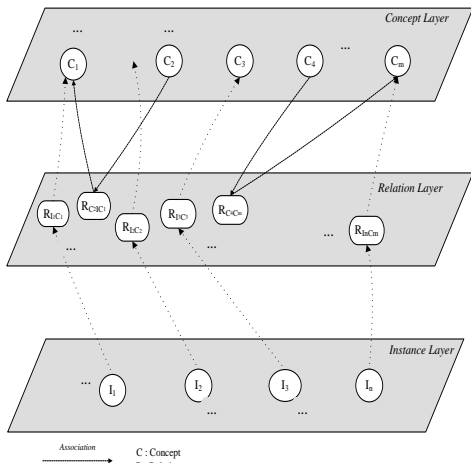 Concept Layer
... ...
C1 C2 C3 C4 ... Cm
Relation Layer
RI1C1 RC2C1 RI2C2 RI3C3 RC4Cm RInCm
... ... ...
Instance Layer
...
I1 I2 I3 In
... ...
Association
C : Concept